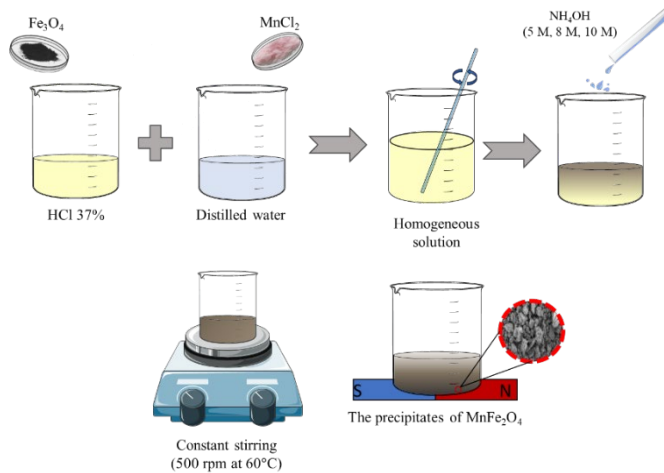 Fe₃O₄
MnCl₂
NH₄OH
(5 M, 8 M, 10 M)
HCl 37%
Distilled water
Homogeneous
solution
S
N
The precipitates of MnFe₂O₄
Constant stirring
(500 rpm at 60°C)